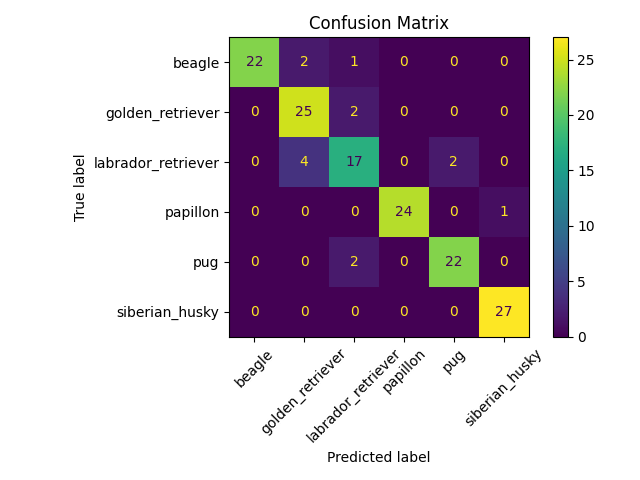 Confusion Matrix
True label
beagle 22 2 1 0 0 0
golden_retriever 0 25 2 0 0 0
labrador_retriever 0 4 17 0 2 0
papillon 0 0 0 24 0 1
pug 0 0 2 0 22 0
siberian_husky 0 0 0 0 0 27
beagle golden_retriever labrador_retriever papillon pug siberian_husky
Predicted label
25
20
15
10
5
0